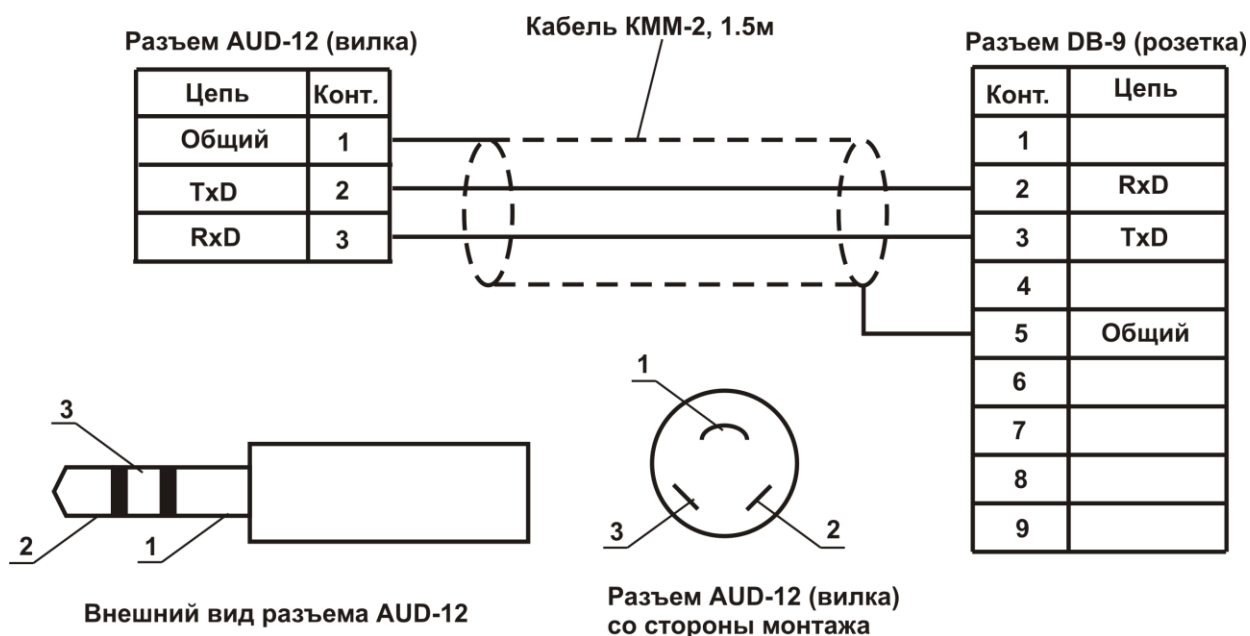 Кабель КММ-2, 1.5м
Разъем AUD-12 (вилка)
Цепь Конт.
Общий 1
TxD 2
RxD 3
Разъем DB-9 (розетка)
Конт. Цепь
1
2 RxD
3 TxD
4
5 Общий
6
7
8
9
3
2
1
Внешний вид разъема AUD-12
1
3
2
Разъем AUD-12 (вилка)
со стороны монтажа